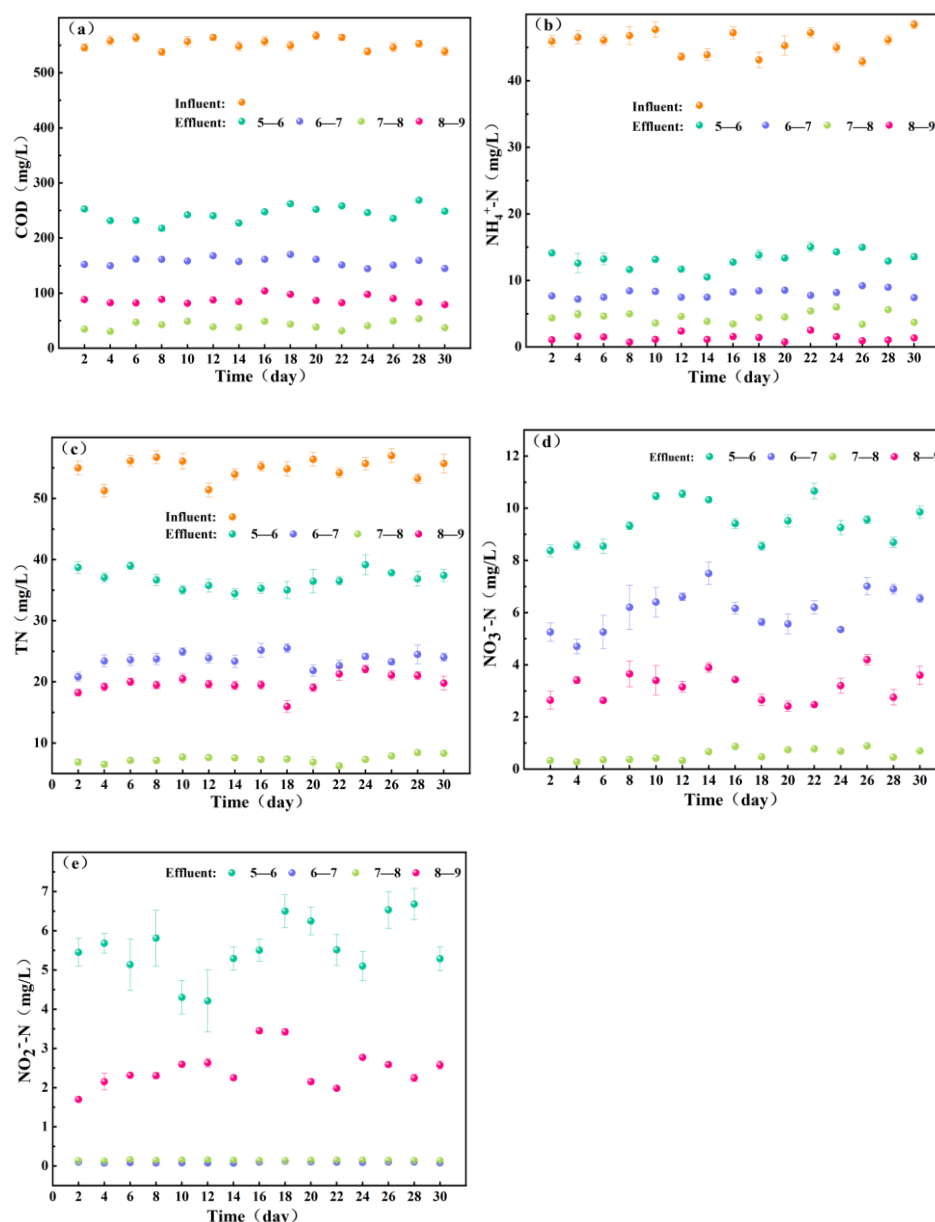 (a)
500
400
300
200
100
0
COD（mg/L）
Influent:
Effluent: 5—6 6—7 7—8 8—9
2 4 6 8 10 12 14 16 18 20 22 24 26 28 30
Time（day）
（b）
40
30
20
10
0
NH₄⁺-N（mg/L）
Influent:
Effluent: 5—6 6—7 7—8 8—9
2 4 6 8 10 12 14 16 18 20 22 24 26 28 30
Time（day）
（c）
50
40
30
20
10
TN（mg/L）
Influent:
Effluent: 5—6 6—7 7—8 8—9
0 2 4 6 8 10 12 14 16 18 20 22 24 26 28 30
Time（day）
（d）
12
10
8
6
4
2
0
NO₃⁻-N（mg/L）
Effluent: 5—6 6—7 7—8 8—9
2 4 6 8 10 12 14 16 18 20 22 24 26 28 30
Time（day）
（e）
7
6
5
4
3
2
1
0
NO₂⁻-N（mg/L）
Effluent: 5—6 6—7 7—8 8—9
0 2 4 6 8 10 12 14 16 18 20 22 24 26 28 30
Time（day）